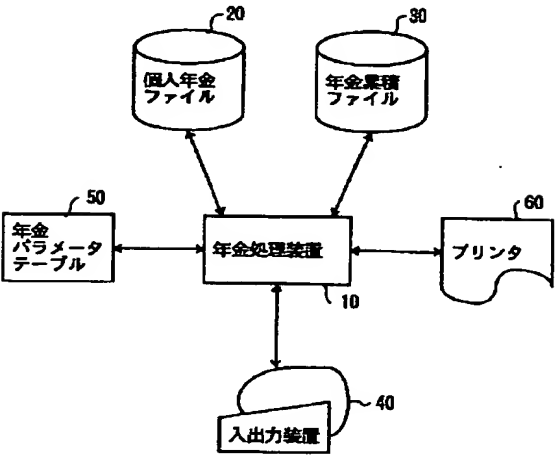 20
30
個人年金
ファイル
年金業積
ファイル
50
60
年金
パラメータ
テーブル
年金処理装置
プリンタ
10
40
入出力装置